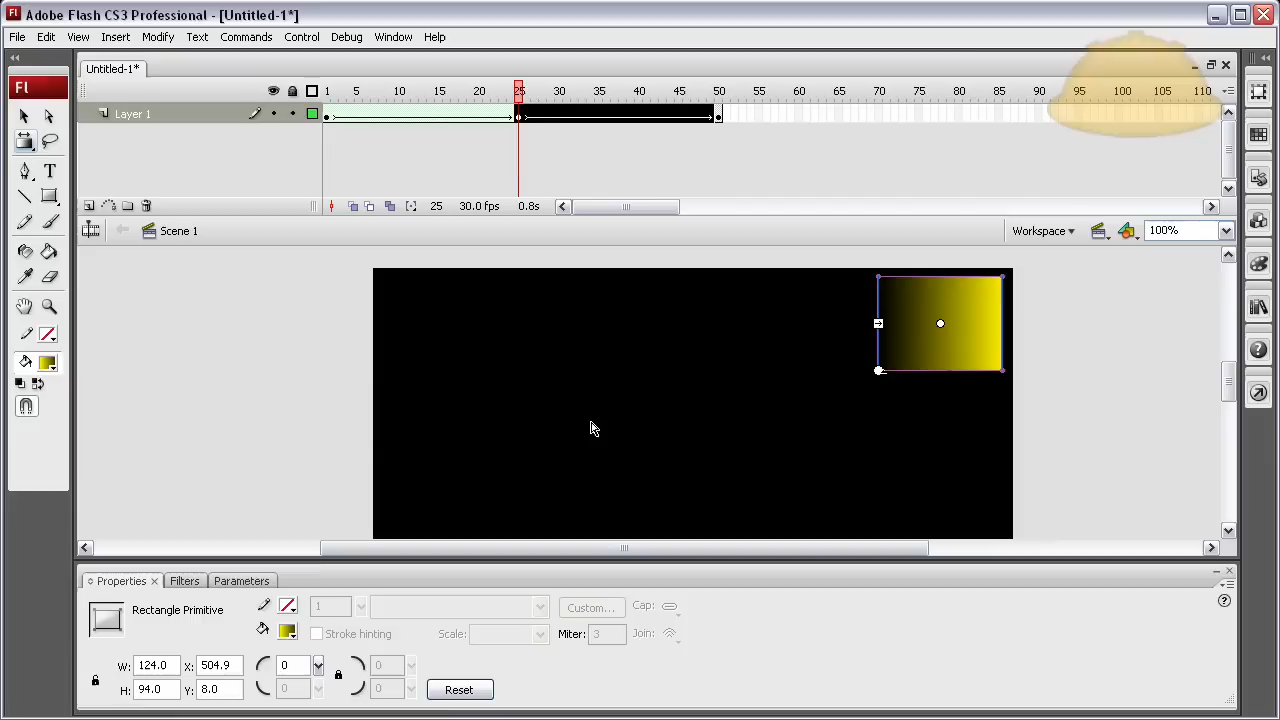 Adobe Flash CS3 Professional - [Untitled-1*]
File Edit View Insert Modify Text Commands Control Debug Window Help
Untitled-1*
1 5 10 15 20 25 30 35 40 45 50 55 60 65 70 75 80 85 90 95 100 105 110
Layer 1
25 30.0 fps 0.8s
Scene 1
Workspace
100%
Fl
Properties Filters Parameters
Rectangle Primitive
1
Custom...
Cap:
Stroke hinting
Scale:
Miter: 3
Join:
W: 124.0 X: 504.9
0 0
H: 94.0 Y: 8.0
0 0
Reset